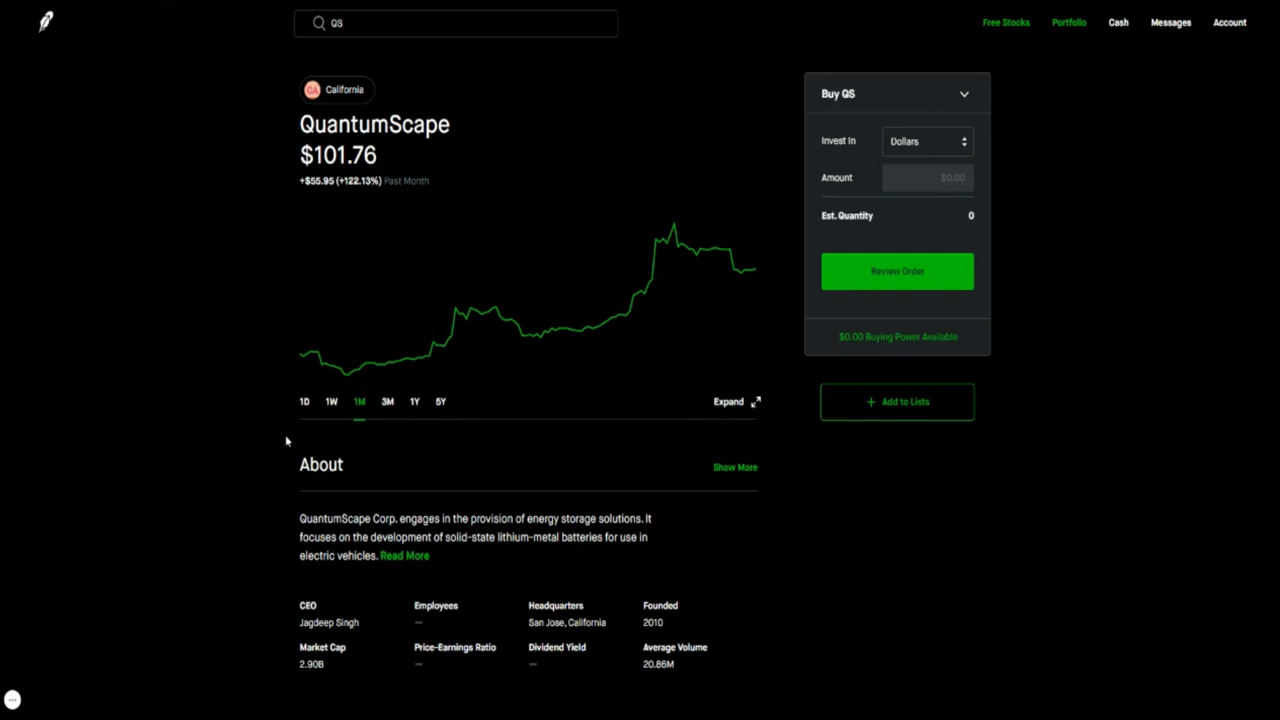 QS
Free Stocks
Portfolio
Cash
Messages
Account
QA California
QuantumScape
$101.76
+$55.95 (+122.13%) Past Month
1D 1W 1M 3M 1Y 5Y
Expand
Buy QS
Invest In Dollars
Amount $0.00
Est. Quantity 0
Review Order
$0.00 Buying Power Available
+ Add to Lists
About
Show More
QuantumScape Corp. engages in the provision of energy storage solutions. It
focuses on the development of solid-state lithium-metal batteries for use in
electric vehicles. Read More
CEO Employees Headquarters Founded
Jagdeep Singh — San Jose, California 2010
Market Cap Price-Earnings Ratio Dividend Yield Average Volume
2.90B — — 20.86M